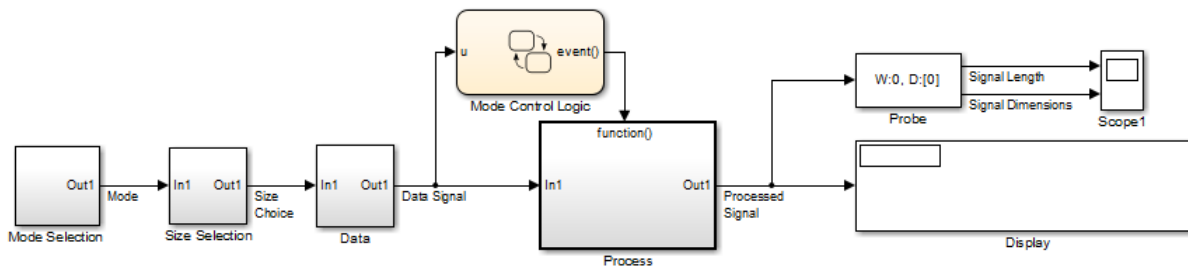 u
event()
Mode Control Logic
W:0, D:[0]
Probe
Signal Length
Signal Dimensions
Scope1
function()
Out1
Mode
Mode Selection
In1
Out1
Size
Choice
Size Selection
In1
Out1
Data Signal
Data
In1
Out1
Processed
Signal
Process
Display